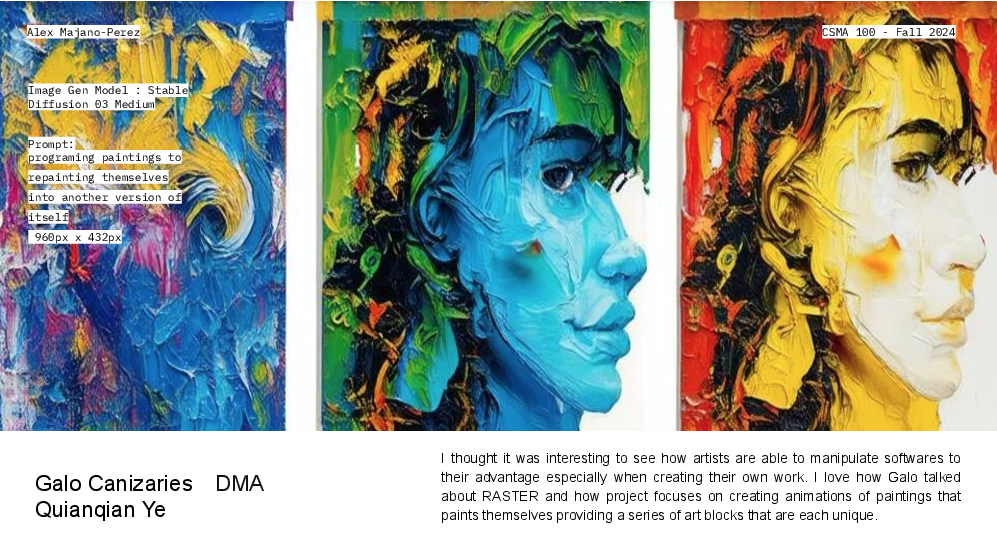 Alex Majano-Perez
CSMA 100 - Fall 2024
Image Gen Model : Stable
Diffusion 03 Medium
Prompt:
programing paintings to
repainting themselves
into another version of
itself
960px x 432px
Galo Canizaries DMA
Quianqian Ye
I thought it was interesting to see how artists are able to manipulate softwares to
their advantage especially when creating their own work. I love how Galo talked
about RASTER and how project focuses on creating animations of paintings that
paints themselves providing a series of art blocks that are each unique.